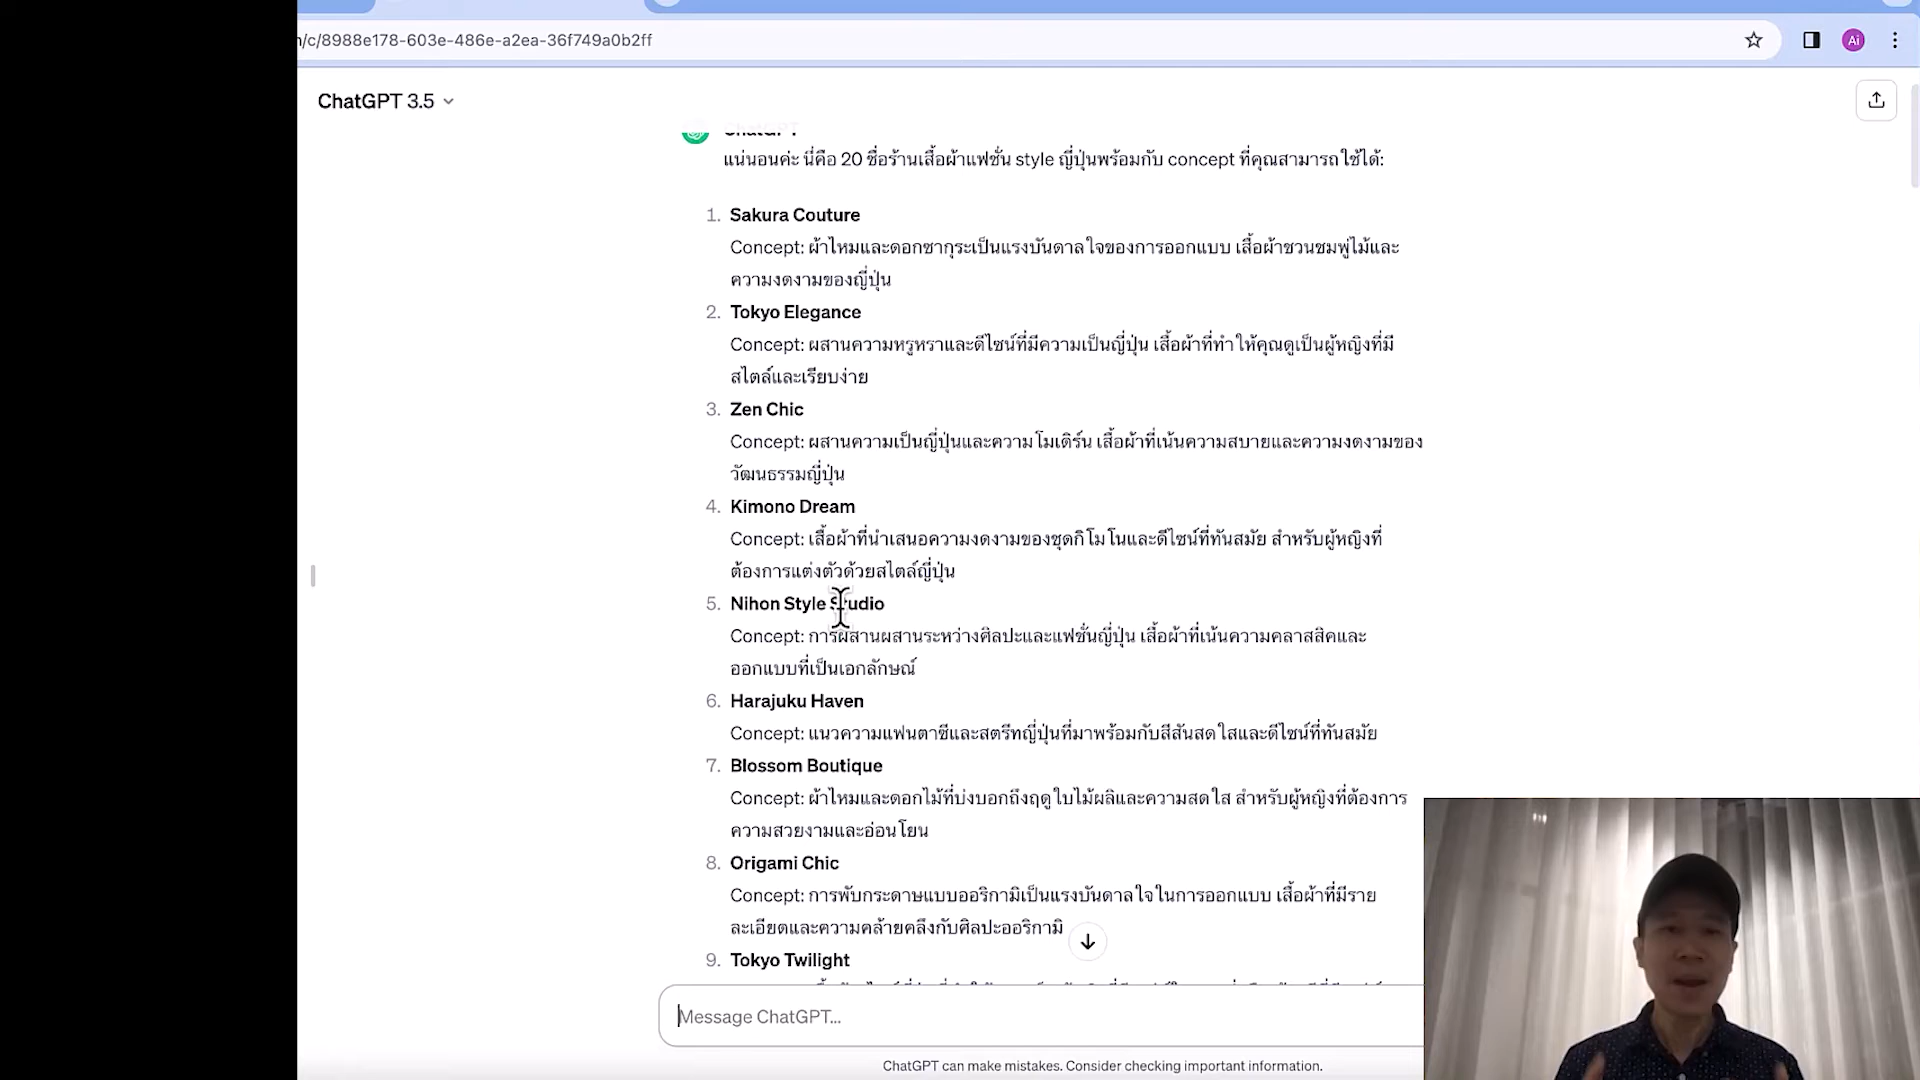 /c/8988e178-603e-486e-a2ea-36f749a0b2ff
Ai
ChatGPT 3.5
ChatGPT
แน่นอนค่ะ นี่คือ 20 ชื่อร้านเสื้อผ้าแฟชั่น style ญี่ปุ่นพร้อมกับ concept ที่คุณสามารถใช้ได้:
1. Sakura Couture
Concept: ผ้าไหมและดอกซากุระเป็นแรงบันดาลใจของการออกแบบ เสื้อผ้าชวนชมพู่ไม้และ
ความงดงามของญี่ปุ่น
2. Tokyo Elegance
Concept: ผสานความหรูหราและดีไซน์ที่มีความเป็นญี่ปุ่น เสื้อผ้าที่ทำให้คุณดูเป็นผู้หญิงที่มี
สไตล์และเรียบง่าย
3. Zen Chic
Concept: ผสานความเป็นญี่ปุ่นและความโมเดิร์น เสื้อผ้าที่เน้นความสบายและความงดงามของ
วัฒนธรรมญี่ปุ่น
4. Kimono Dream
Concept: เสื้อผ้าที่นำเสนอความงดงามของชุดกิโมโนและดีไซน์ที่ทันสมัย สำหรับผู้หญิงที่
ต้องการแต่งตัวด้วยสไตล์ญี่ปุ่น
5. Nihon Style Studio
Concept: การผสานผสานระหว่างศิลปะและแฟชั่นญี่ปุ่น เสื้อผ้าที่เน้นความคลาสสิคและ
ออกแบบที่เป็นเอกลักษณ์
6. Harajuku Haven
Concept: แนวความแฟนตาซีและสตรีทญี่ปุ่นที่มาพร้อมกับสีสันสดใสและดีไซน์ที่ทันสมัย
7. Blossom Boutique
Concept: ผ้าไหมและดอกไม้ที่บ่งบอกถึงฤดูใบไม้ผลิและความสดใส สำหรับผู้หญิงที่ต้องการ
ความสวยงามและอ่อนโยน
8. Origami Chic
Concept: การพับกระดาษแบบออริกามิเป็นแรงบันดาลใจในการออกแบบ เสื้อผ้าที่มีราย
ละเอียดและความคล้ายคลึงกับศิลปะออริกามิ
9. Tokyo Twilight
Message ChatGPT...
ChatGPT can make mistakes. Consider checking important information.